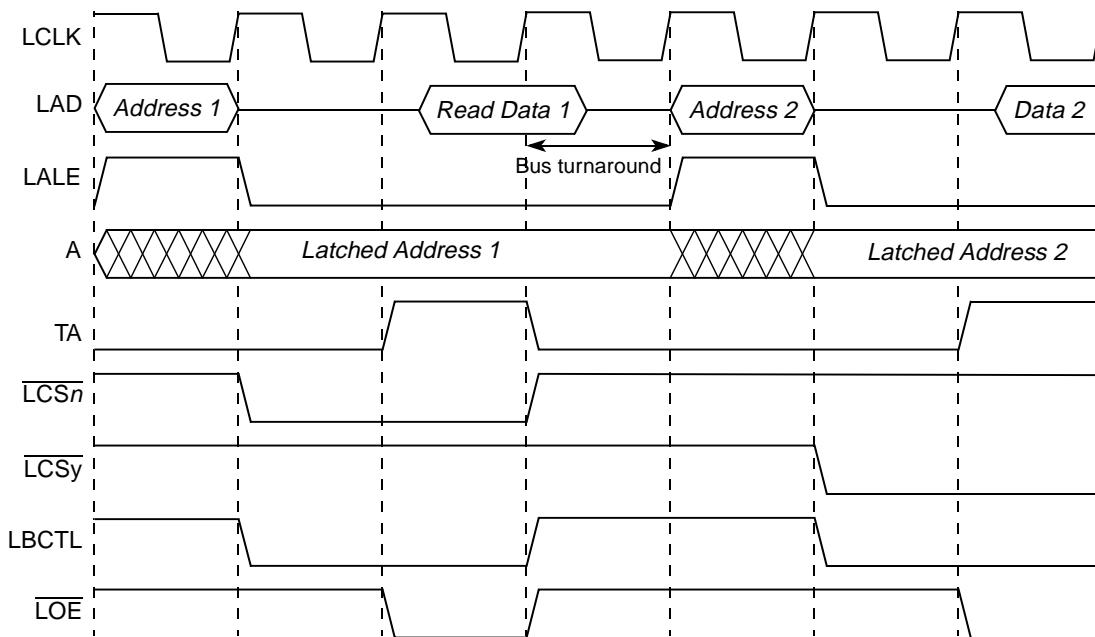 LCLK
LAD Address 1 Read Data 1 Address 2 Data 2
Bus turnaround
LALE
A Latched Address 1 Latched Address 2
TA
LCSn
LCSy
LBCTL
LOE